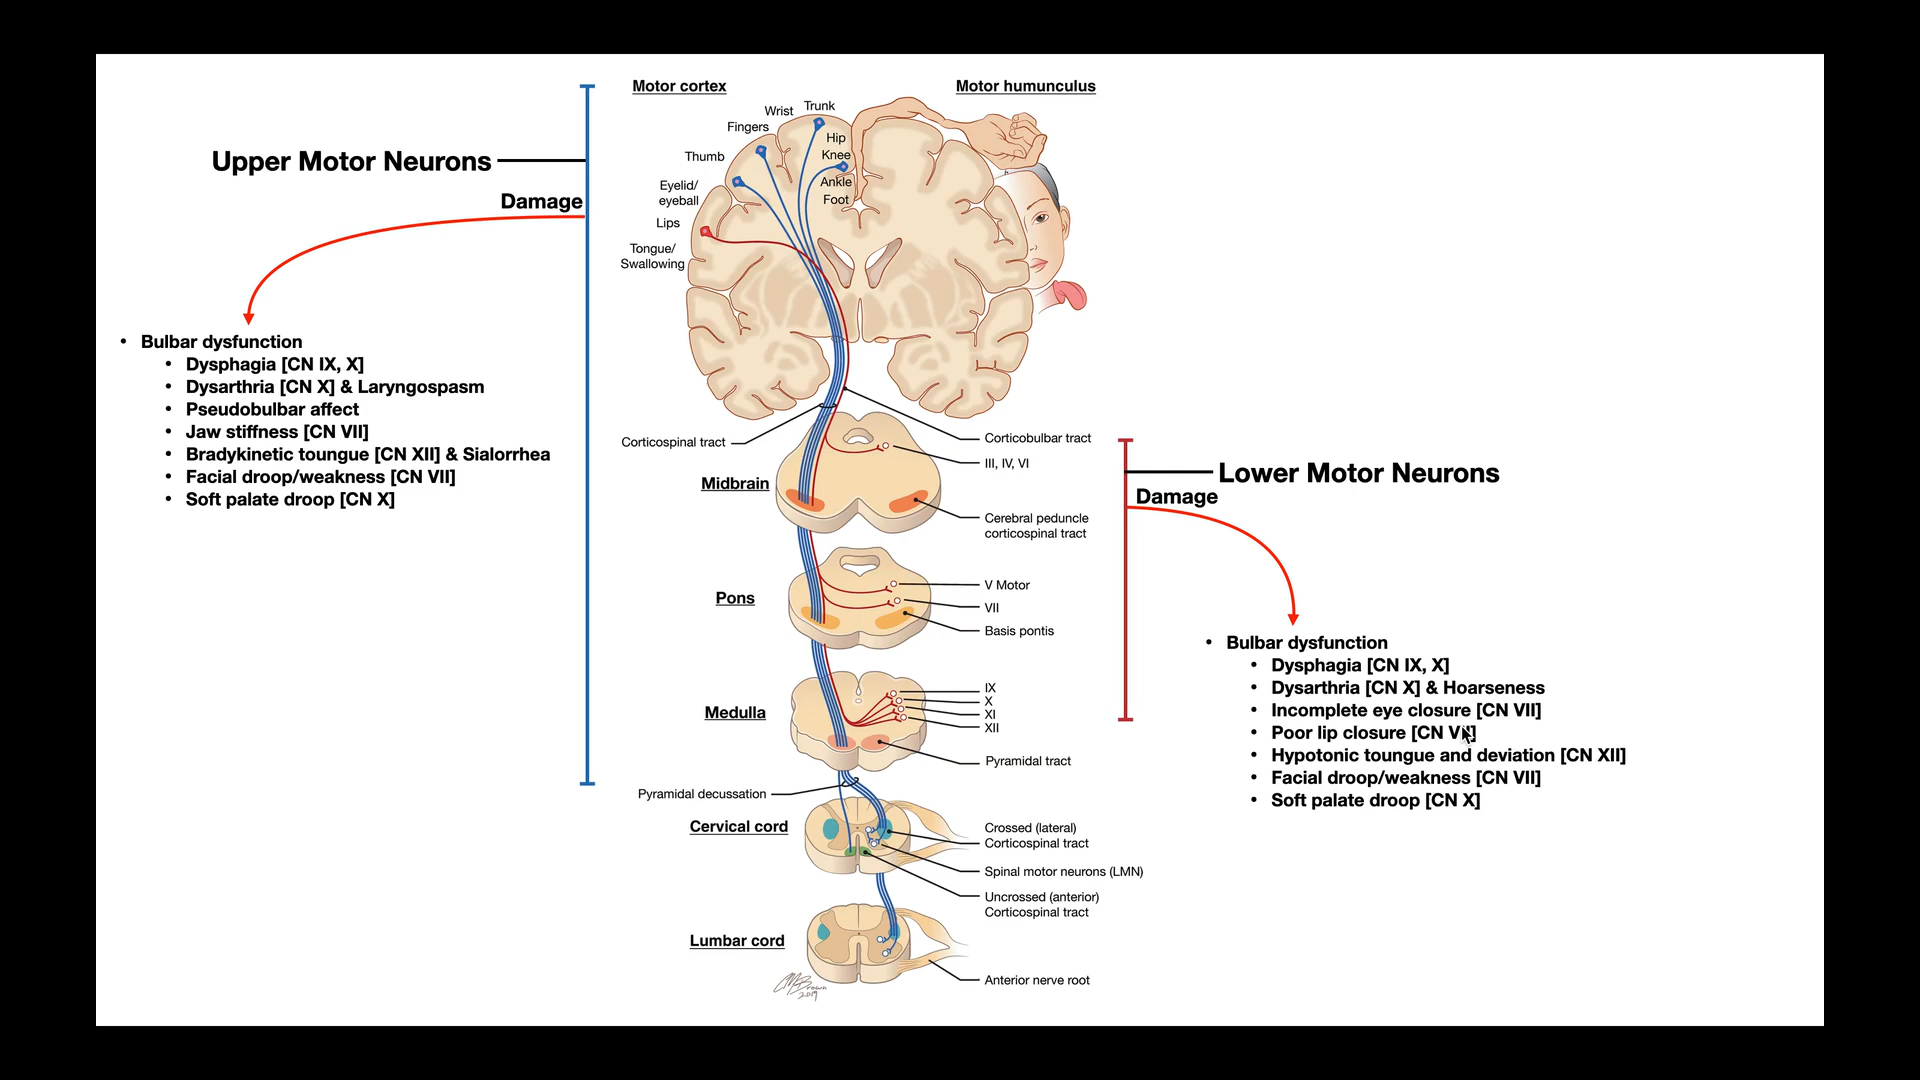 Motor cortex
Motor humunculus
Upper Motor Neurons
Damage
Trunk
Wrist
Fingers
Thumb
Eyelid/
eyeball
Lips
Tongue/
Swallowing
Hip
Knee
Ankle
Foot
• Bulbar dysfunction
• Dysphagia [CN IX, X]
• Dysarthria [CN X] & Laryngospasm
• Pseudobulbar affect
• Jaw stiffness [CN VII]
• Bradykinetic toungue [CN XII] & Sialorrhea
• Facial droop/weakness [CN VII]
• Soft palate droop [CN X]
Corticospinal tract
Corticobulbar tract
III, IV, VI
Midbrain
Cerebral peduncle
corticospinal tract
Pons
V Motor
VII
Basis pontis
Medulla
IX
X
XI
XII
Pyramidal tract
Pyramidal decussation
Cervical cord
Crossed (lateral)
Corticospinal tract
Spinal motor neurons (LMN)
Uncrossed (anterior)
Corticospinal tract
Lumbar cord
Anterior nerve root
Brown
2019
Lower Motor Neurons
Damage
• Bulbar dysfunction
• Dysphagia [CN IX, X]
• Dysarthria [CN X] & Hoarseness
• Incomplete eye closure [CN VII]
• Poor lip closure [CN
• Hypotonic toungue and deviation [CN XII]
• Facial droop/weakness [CN VII]
• Soft palate droop [CN X]